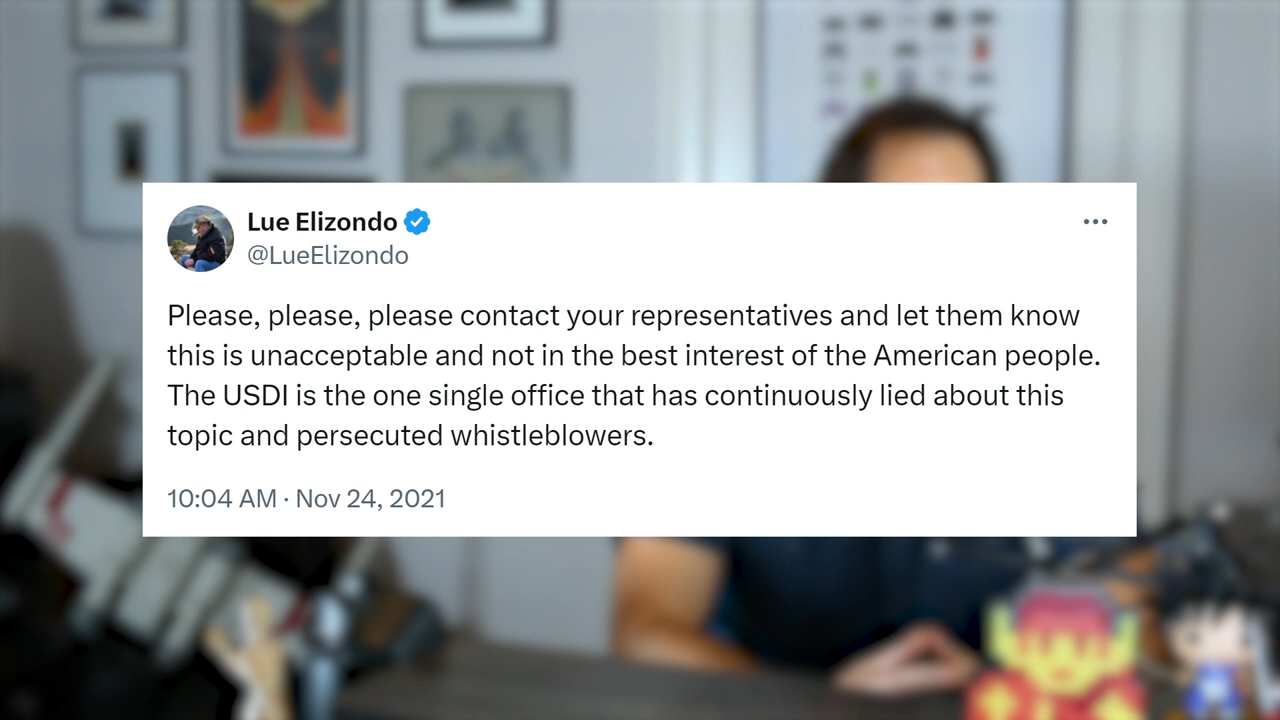 Lue Elizondo
@LueElizondo
Please, please, please contact your representatives and let them know
this is unacceptable and not in the best interest of the American people.
The USDI is the one single office that has continuously lied about this
topic and persecuted whistleblowers.
10:04 AM · Nov 24, 2021